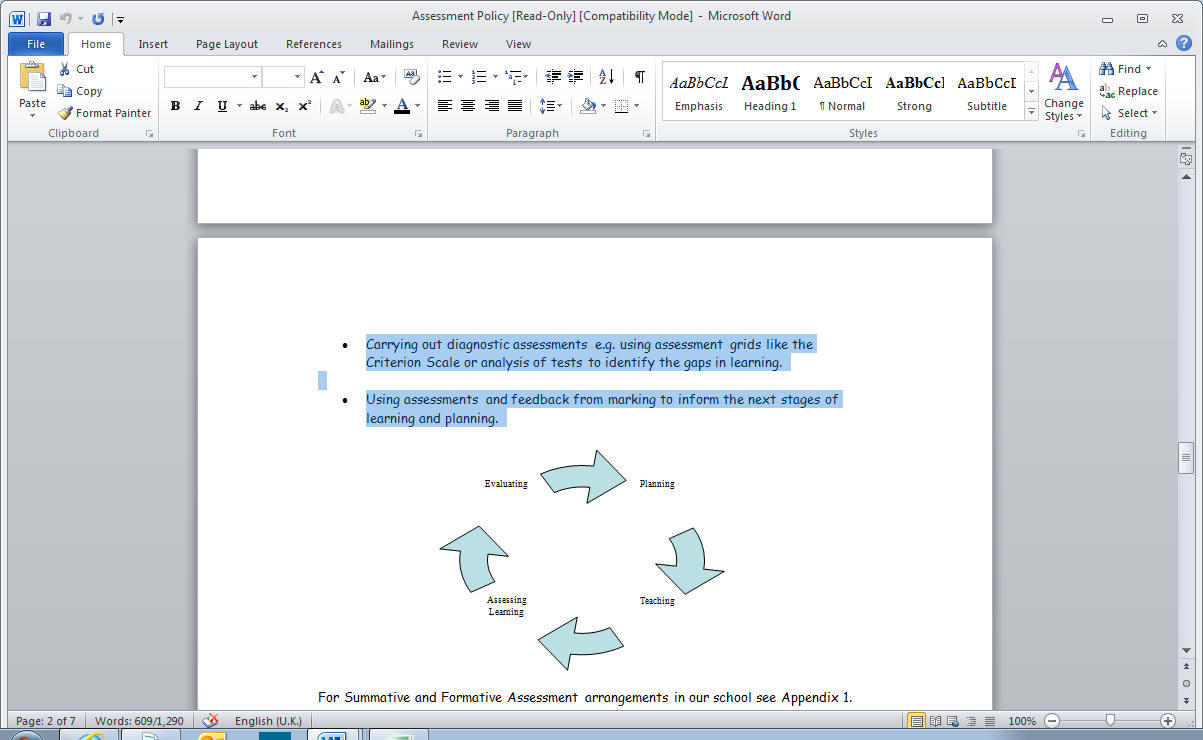 Assessment Policy [Read-Only] [Compatibility Mode] - Microsoft Word
File Home Insert Page Layout References Mailings Review View
Paste
Cut
Copy
Format Painter
Clipboard
Font
Paragraph
AaBbCcI AaBbC AaBbCcI AaBbCcI AaBbCcI
Emphasis Heading 1 ¶ Normal Strong Subtitle
Change
Styles
Styles
Find
Replace
Select
Editing
• Carrying out diagnostic assessments e.g. using assessment grids like the
Criterion Scale or analysis of tests to identify the gaps in learning.
• Using assessments and feedback from marking to inform the next stages of
learning and planning.
Evaluating
Planning
Assessing
Learning
Teaching
For Summative and Formative Assessment arrangements in our school see Appendix 1.
Page: 2 of 7 Words: 609/1,290 English (U.K.) 100%